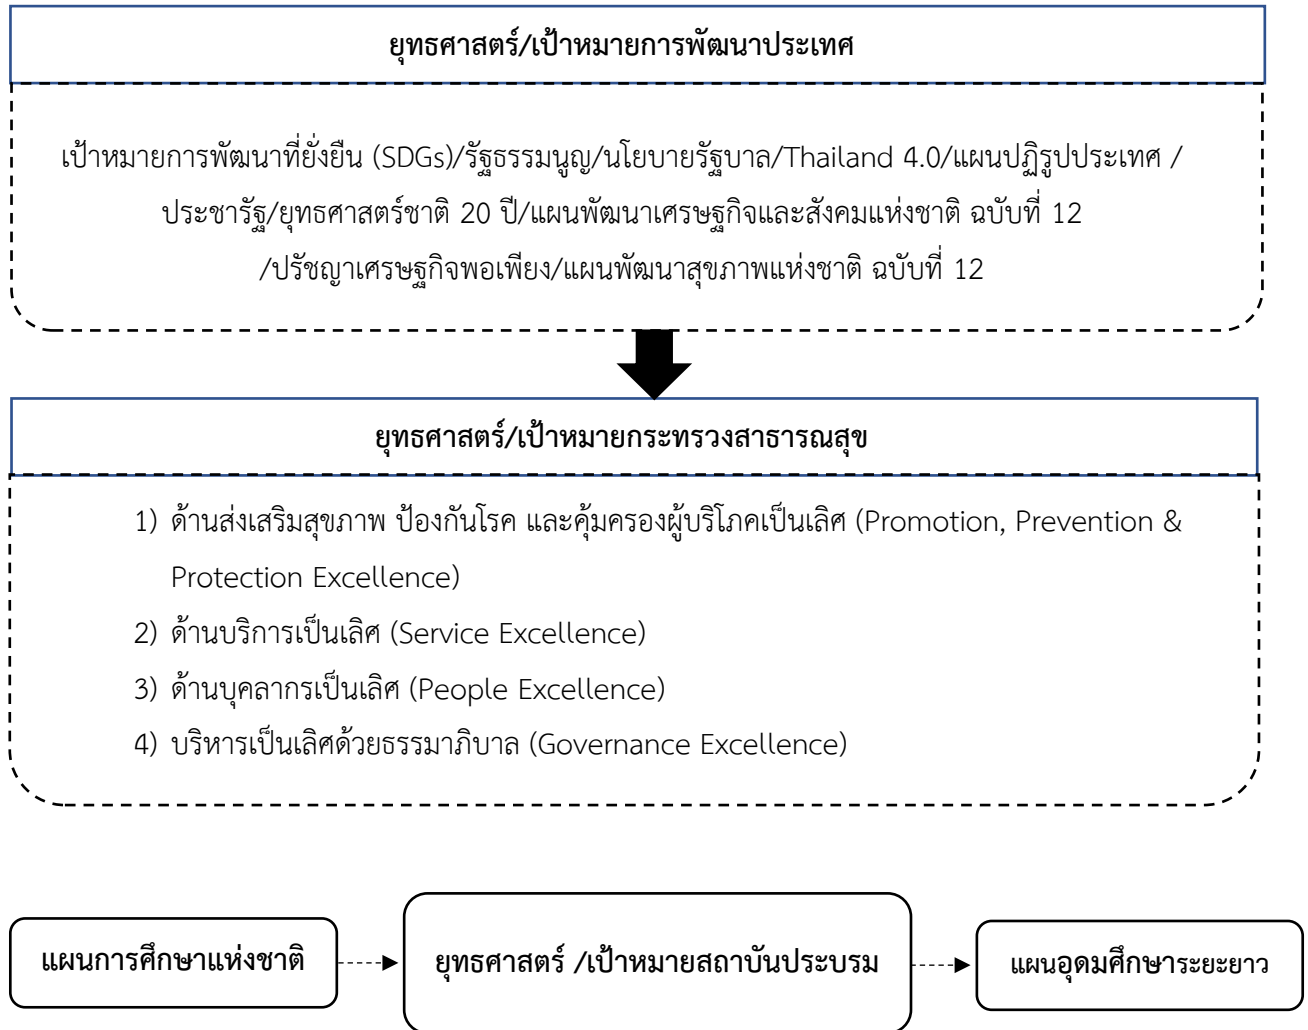 ยุทธศาสตร์/เป้าหมายการพัฒนาประเทศ
เป้าหมายการพัฒนาที่ยั่งยืน (SDGs)/รัฐธรรมนูญ/นโยบายรัฐบาล/Thailand 4.0/แผนปฏิรูปประเทศ /
ประชารัฐ/ยุทธศาสตร์ชาติ 20 ปี/แผนพัฒนาเศรษฐกิจและสังคมแห่งชาติ ฉบับที่ 12
/ปรัชญาเศรษฐกิจพอเพียง/แผนพัฒนาสุขภาพแห่งชาติ ฉบับที่ 12
ยุทธศาสตร์/เป้าหมายกระทรวงสาธารณสุข
1) ด้านส่งเสริมสุขภาพ ป้องกันโรค และคุ้มครองผู้บริโภคเป็นเลิศ (Promotion, Prevention &
Protection Excellence)
2) ด้านบริการเป็นเลิศ (Service Excellence)
3) ด้านบุคลากรเป็นเลิศ (People Excellence)
4) บริหารเป็นเลิศด้วยธรรมาภิบาล (Governance Excellence)
แผนการศึกษาแห่งชาติ
ยุทธศาสตร์ /เป้าหมายสถาบันประบรม
แผนอุดมศึกษาระยะยาว